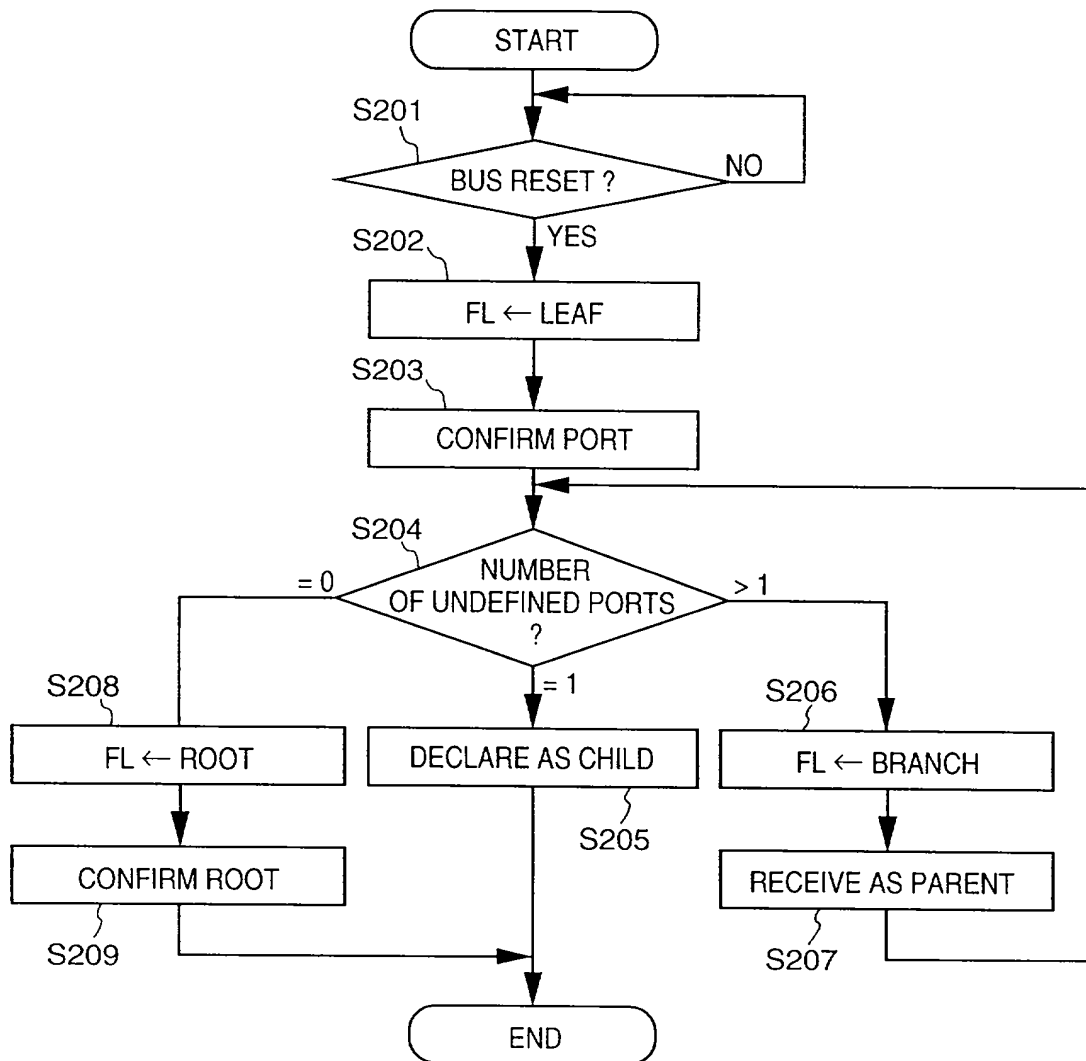 START
S201
BUS RESET ?
NO
YES
S202
FL ← LEAF
S203
CONFIRM PORT
S204
NUMBER
OF UNDEFINED PORTS
?
= 0
= 1
> 1
S208
FL ← ROOT
DECLARE AS CHILD
S205
S206
FL ← BRANCH
CONFIRM ROOT
S209
RECEIVE AS PARENT
S207
END